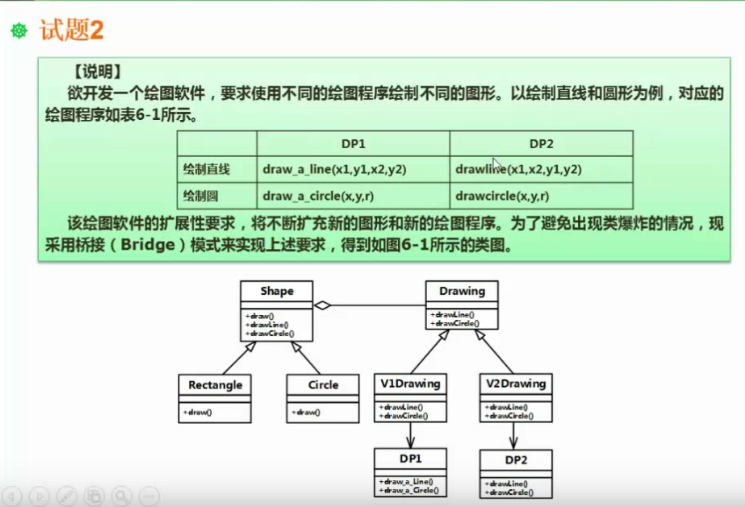 试题2
【说明】
欲开发一个绘图软件，要求使用不同的绘图程序绘制不同的图形。以绘制直线和圆形为例，对应的
绘图程序如表6-1所示。
DP1 DP2
绘制直线 draw_a_line(x1,y1,x2,y2) drawline(x1,x2,y1,y2)
绘制圆 draw_a_circle(x,y,r) drawcircle(x,y,r)
该绘图软件的扩展性要求，将不断扩充新的图形和新的绘图程序。为了避免出现类爆炸的情况，现
采用桥接（Bridge）模式来实现上述要求，得到如图6-1所示的类图。
Shape
+draw()
+drawLine()
+drawCircle()
Drawing
+drawLine()
+drawCircle()
Rectangle
+draw()
Circle
+draw()
V1Drawing
+drawLine()
+drawCircle()
V2Drawing
+drawLine()
+drawCircle()
DP1
+draw_a_Line()
+draw_a_Circle()
DP2
+drawLine()
+drawCircle()